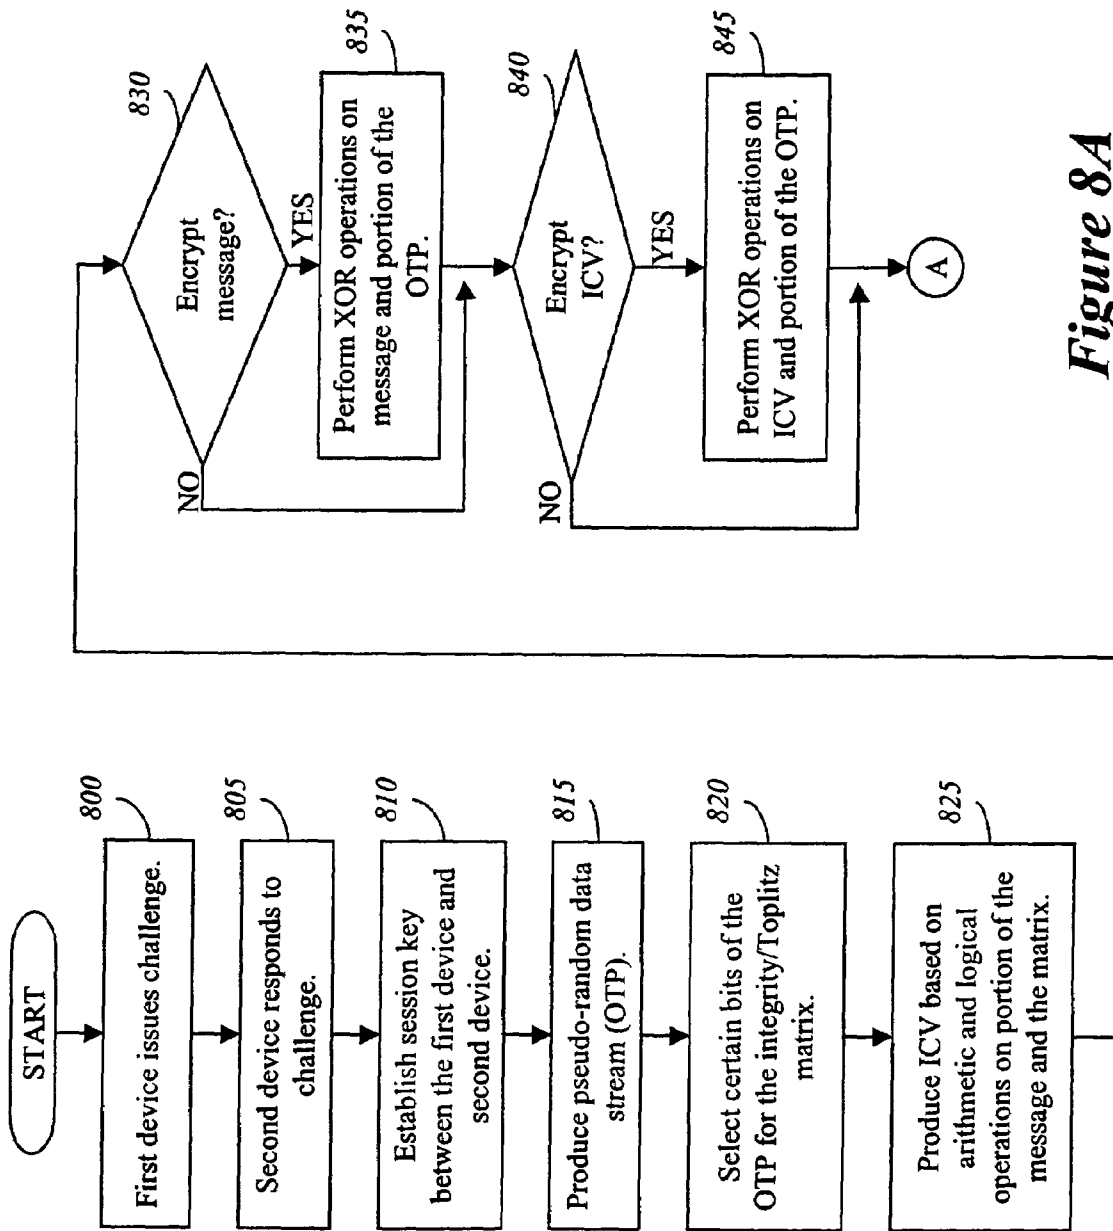 START
800
First device issues challenge.
805
Second device responds to
challenge.
810
Establish session key
between the first device and
second device.
815
Produce pseudo-random data
stream (OTP).
820
Select certain bits of the
OTP for the integrity/Toplitz
matrix.
825
Produce ICV based on
arithmetic and logical
operations on portion of the
message and the matrix.
830
Encrypt
message?
NO
YES
835
Perform XOR operations on
message and portion of the
OTP.
840
Encrypt
ICV?
NO
YES
845
Perform XOR operations on
ICV and portion of the OTP.
A
Figure 8A